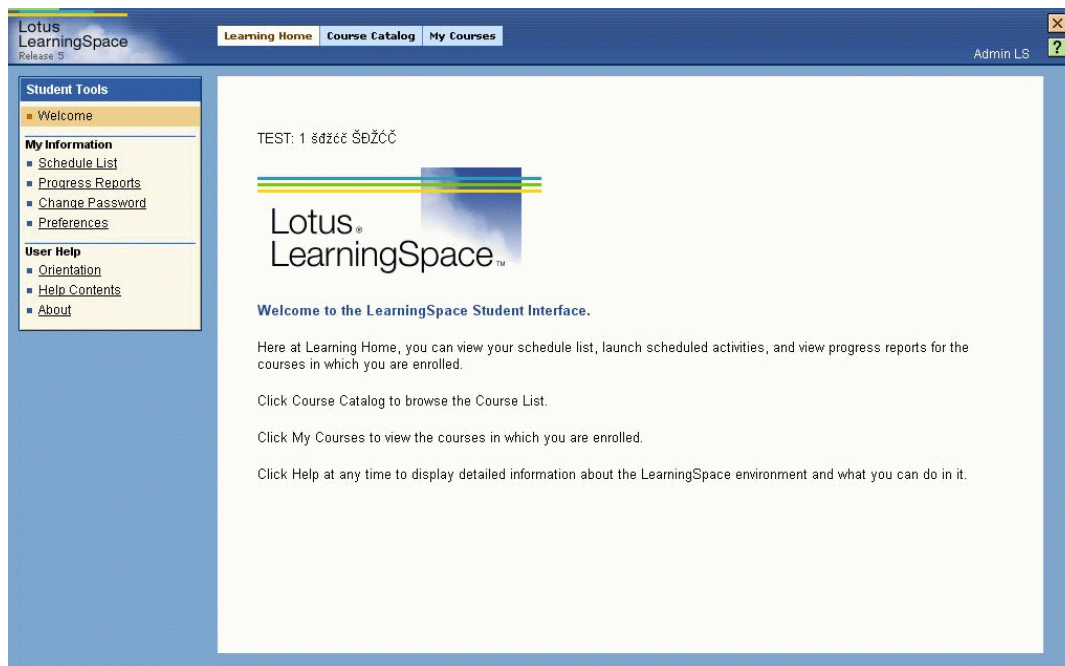 Lotus
LearningSpace
Release 5
Learning Home Course Catalog My Courses
Admin LS
?
Student Tools
Welcome
My Information
Schedule List
Progress Reports
Change Password
Preferences
User Help
Orientation
Help Contents
About
TEST: 1 šđžćč ŠĐŽĆČ
Lotus®
LearningSpace™
Welcome to the LearningSpace Student Interface.
Here at Learning Home, you can view your schedule list, launch scheduled activities, and view progress reports for the
courses in which you are enrolled.
Click Course Catalog to browse the Course List.
Click My Courses to view the courses in which you are enrolled.
Click Help at any time to display detailed information about the LearningSpace environment and what you can do in it.